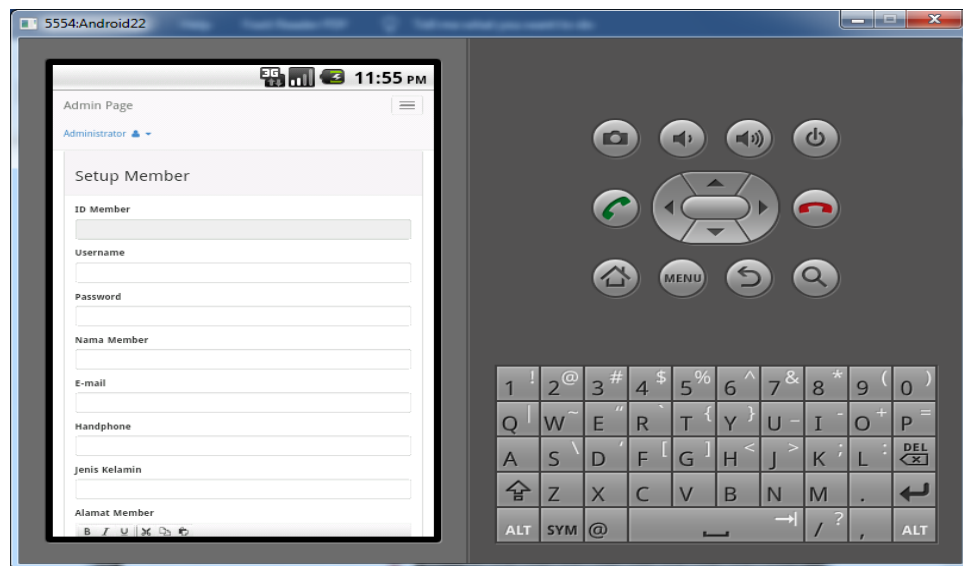 5554:Android22
3G 11:55 PM
Admin Page
Administrator
Setup Member
ID Member
Username
Password
Nama Member
E-mail
Handphone
Jenis Kelamin
Alamat Member
B I U
MENU
1 ! 2 @ 3 # 4 $ 5 % 6 ^ 7 & 8 * 9 ( 0 )
Q | W ~ E " R ` T { Y } U _ I - O + P =
A S \ D ' F [ G ] H < J > K ; L : DEL
Z X C V B N M .
ALT SYM @ / ? , ALT